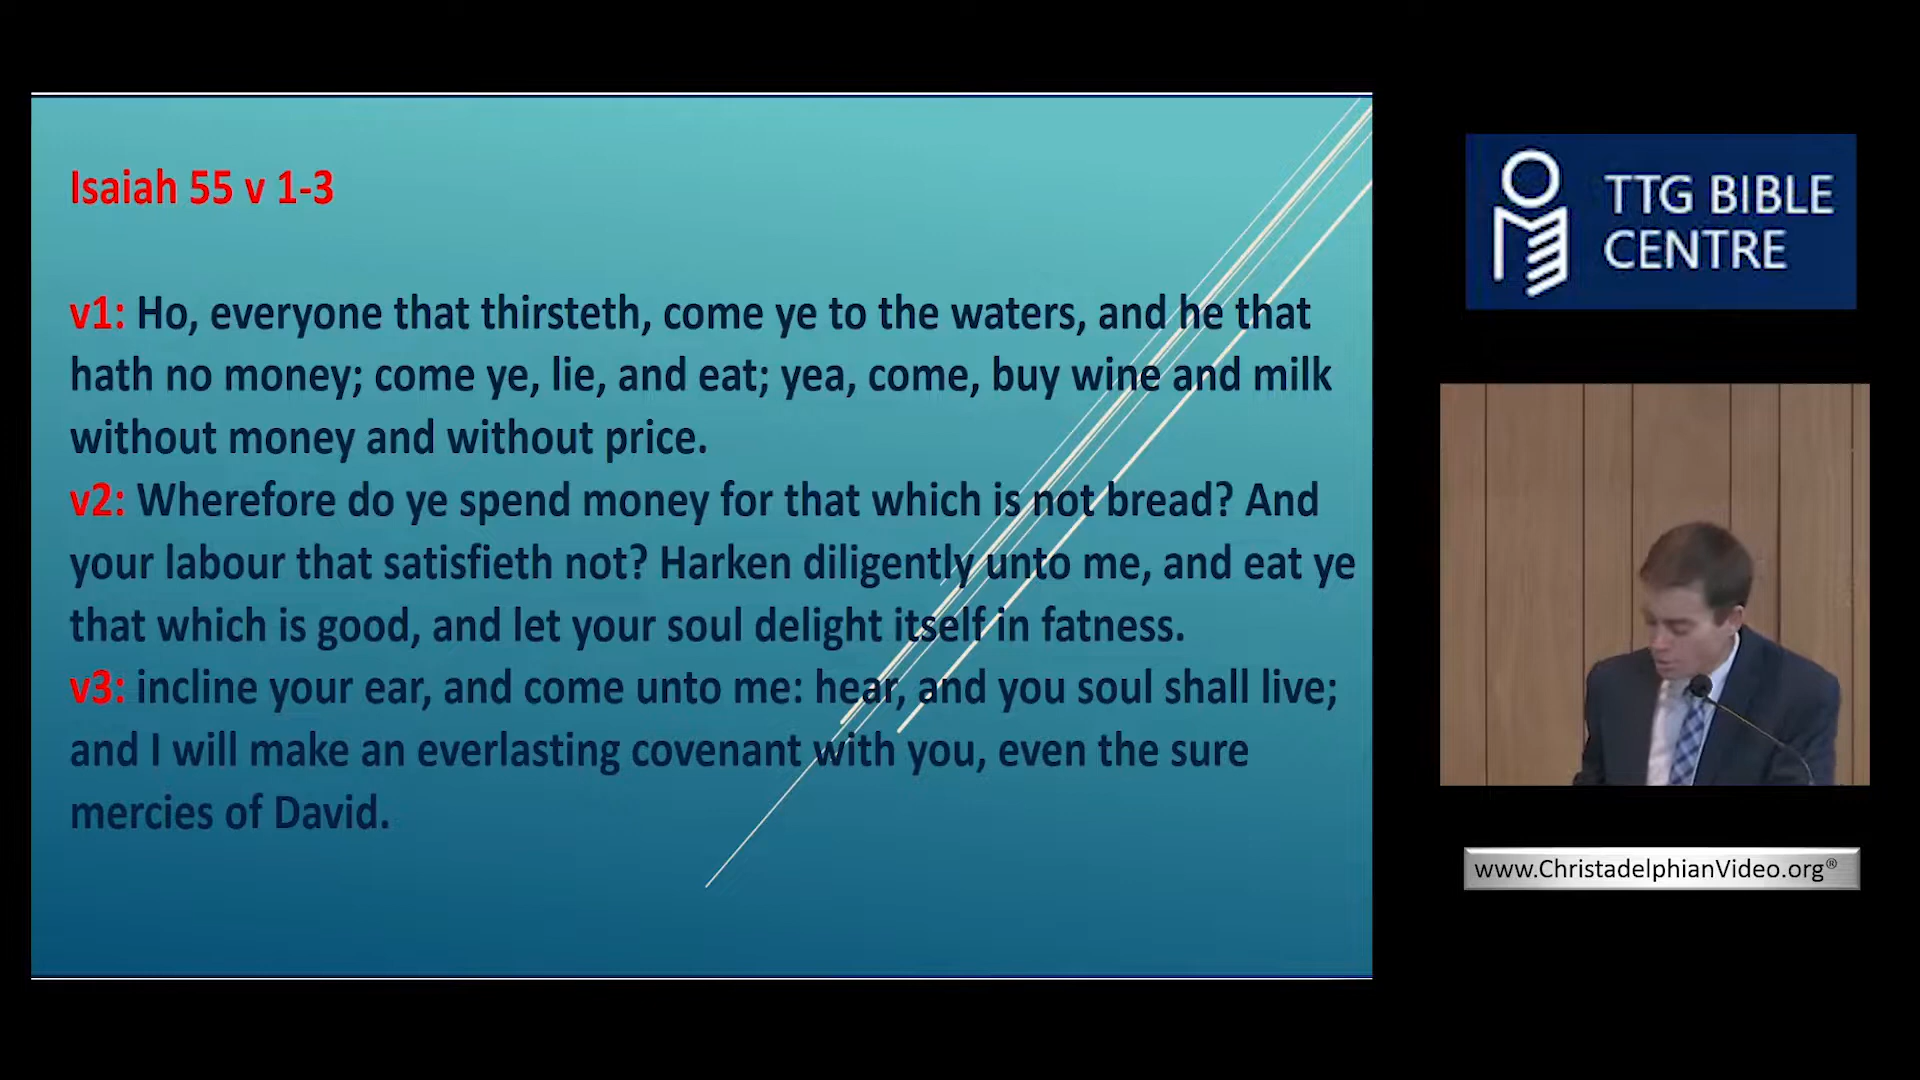 Isaiah 55 v 1-3
v1: Ho, everyone that thirsteth, come ye to the waters, and he that
hath no money; come ye, lie, and eat; yea, come, buy wine and milk
without money and without price.
v2: Wherefore do ye spend money for that which is not bread? And
your labour that satisfieth not? Harken diligently unto me, and eat ye
that which is good, and let your soul delight itself in fatness.
v3: incline your ear, and come unto me: hear, and you soul shall live;
and I will make an everlasting covenant with you, even the sure
mercies of David.
TTG BIBLE
CENTRE
www.ChristadelphianVideo.org®